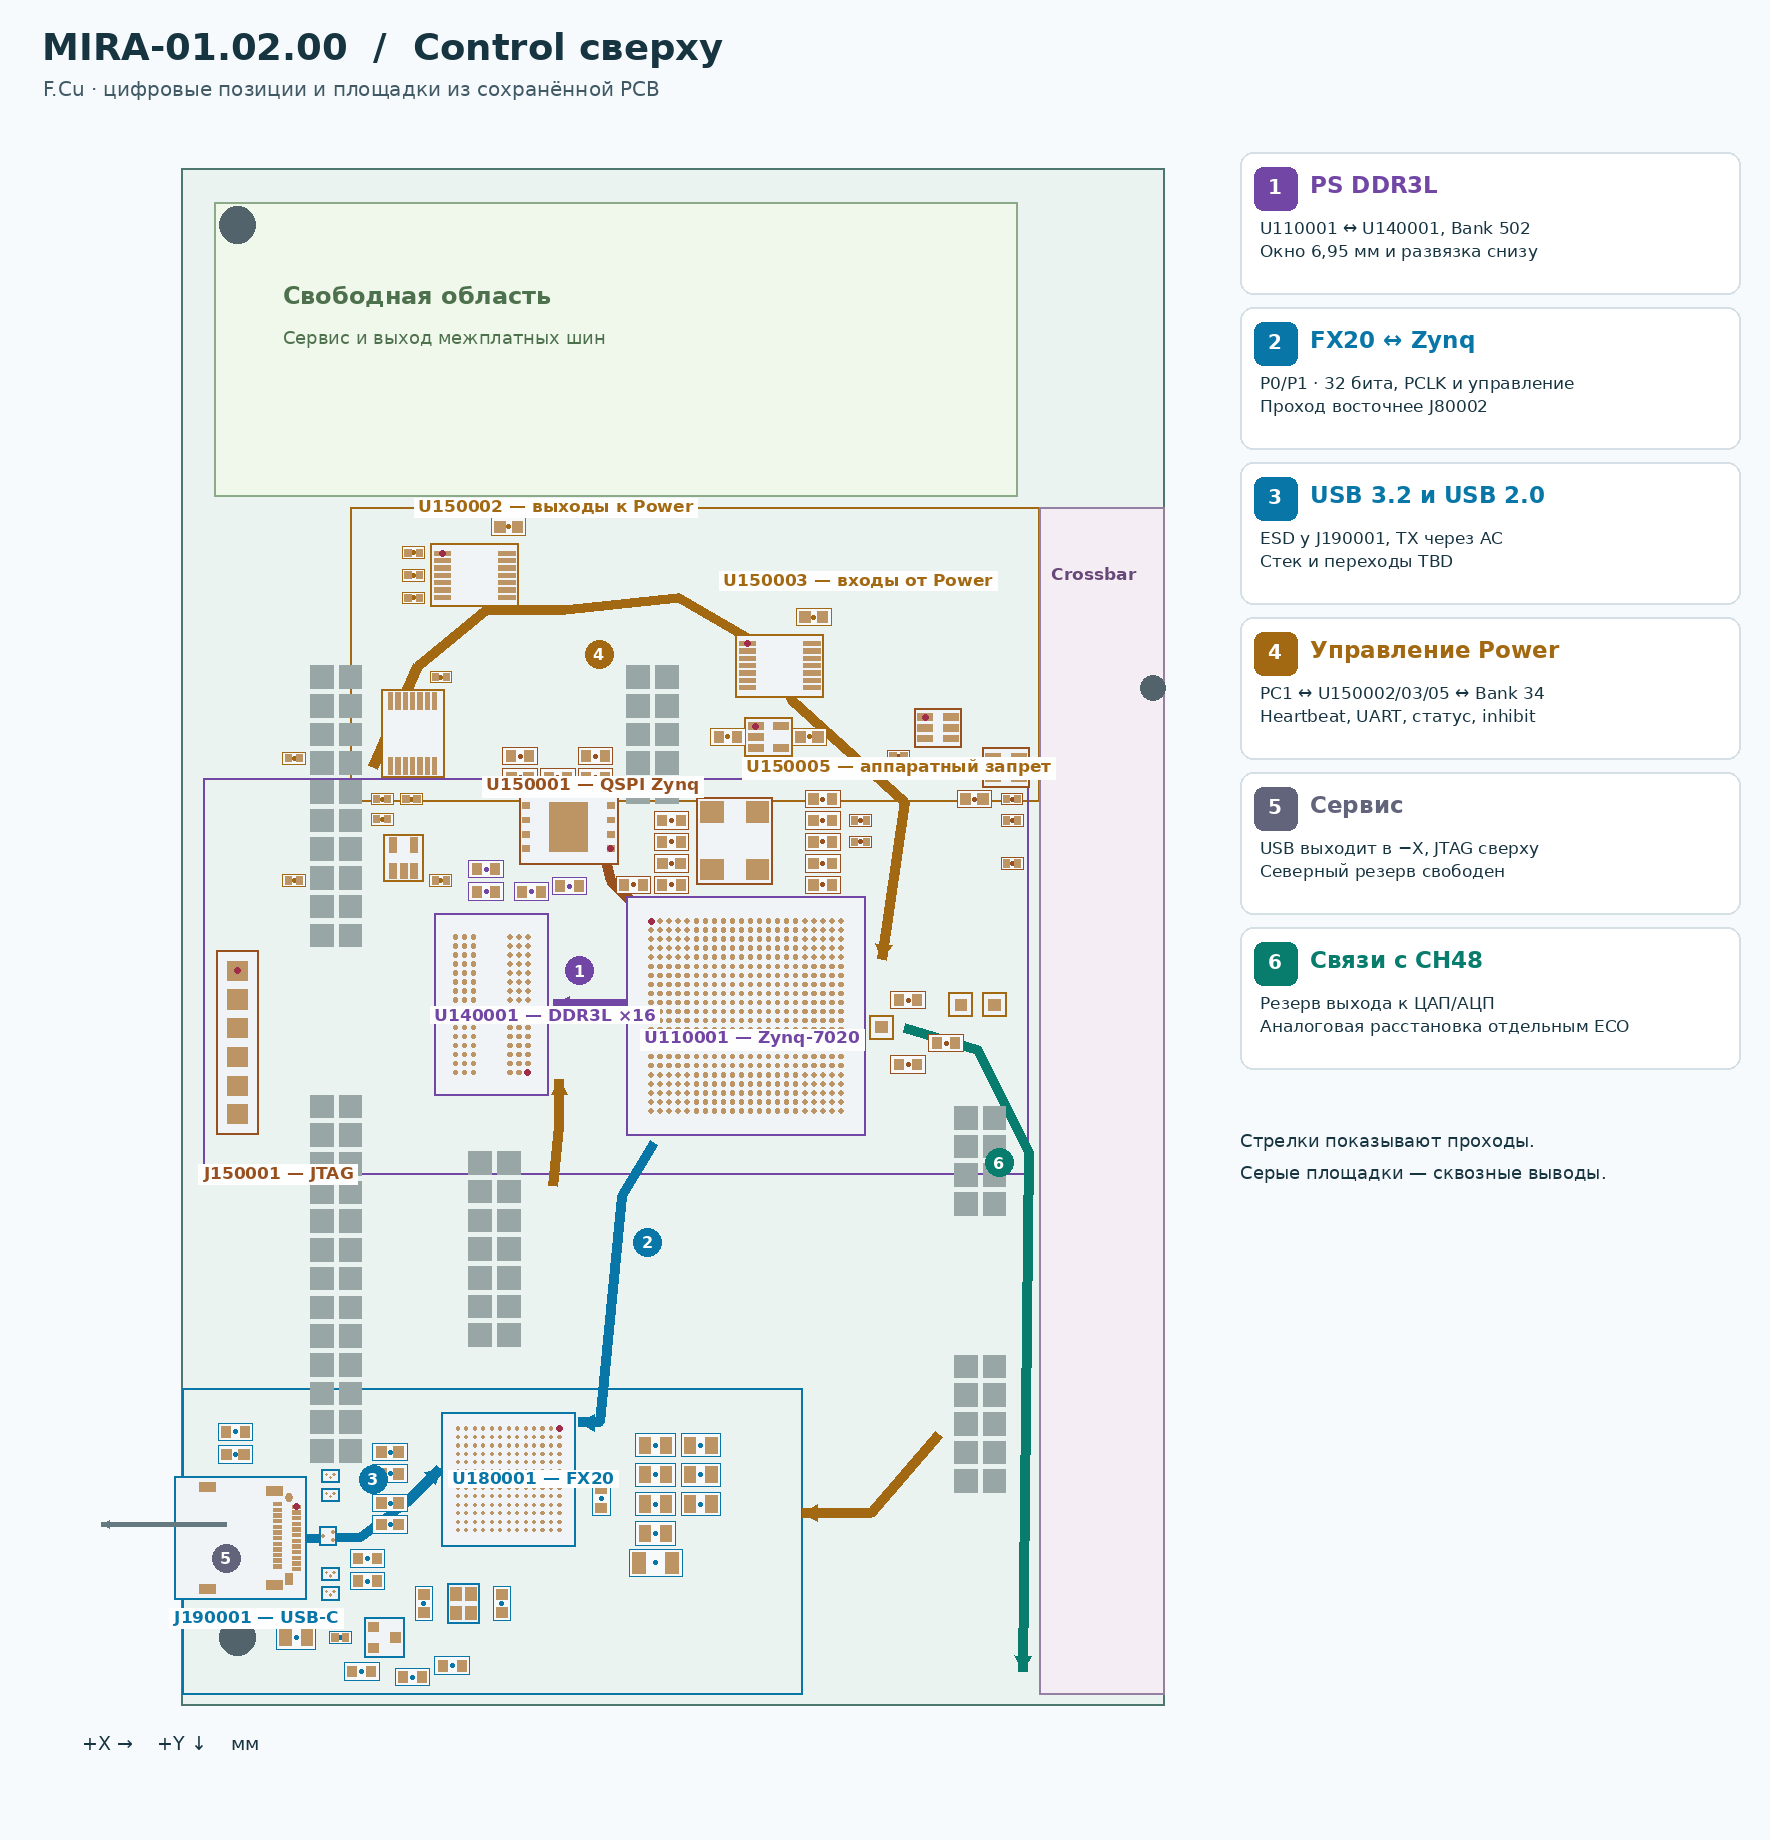 MIRA-01.02.00 / Control сверху
F.Cu · цифровые позиции и площадки из сохранённой PCB
Свободная область
Сервис и выход межплатных шин
U150002 — выходы к Power
U150003 — входы от Power
Crossbar
4
U150005 — аппаратный запрет
U150001 — QSPI Zynq
1
U140001 — DDR3L ×16
U110001 — Zynq-7020
6
J150001 — JTAG
2
3
U180001 — FX20
5
J190001 — USB-C
+X → +Y ↓ мм
1 PS DDR3L
U110001 ↔ U140001, Bank 502
Окно 6,95 мм и развязка снизу
2 FX20 ↔ Zynq
P0/P1 · 32 бита, PCLK и управление
Проход восточнее J80002
3 USB 3.2 и USB 2.0
ESD у J190001, TX через AC
Стек и переходы TBD
4 Управление Power
PC1 ↔ U150002/03/05 ↔ Bank 34
Heartbeat, UART, статус, inhibit
5 Сервис
USB выходит в −X, JTAG сверху
Северный резерв свободен
6 Связи с CH48
Резерв выхода к ЦАП/АЦП
Аналоговая расстановка отдельным ECO
Стрелки показывают проходы.
Серые площадки — сквозные выводы.